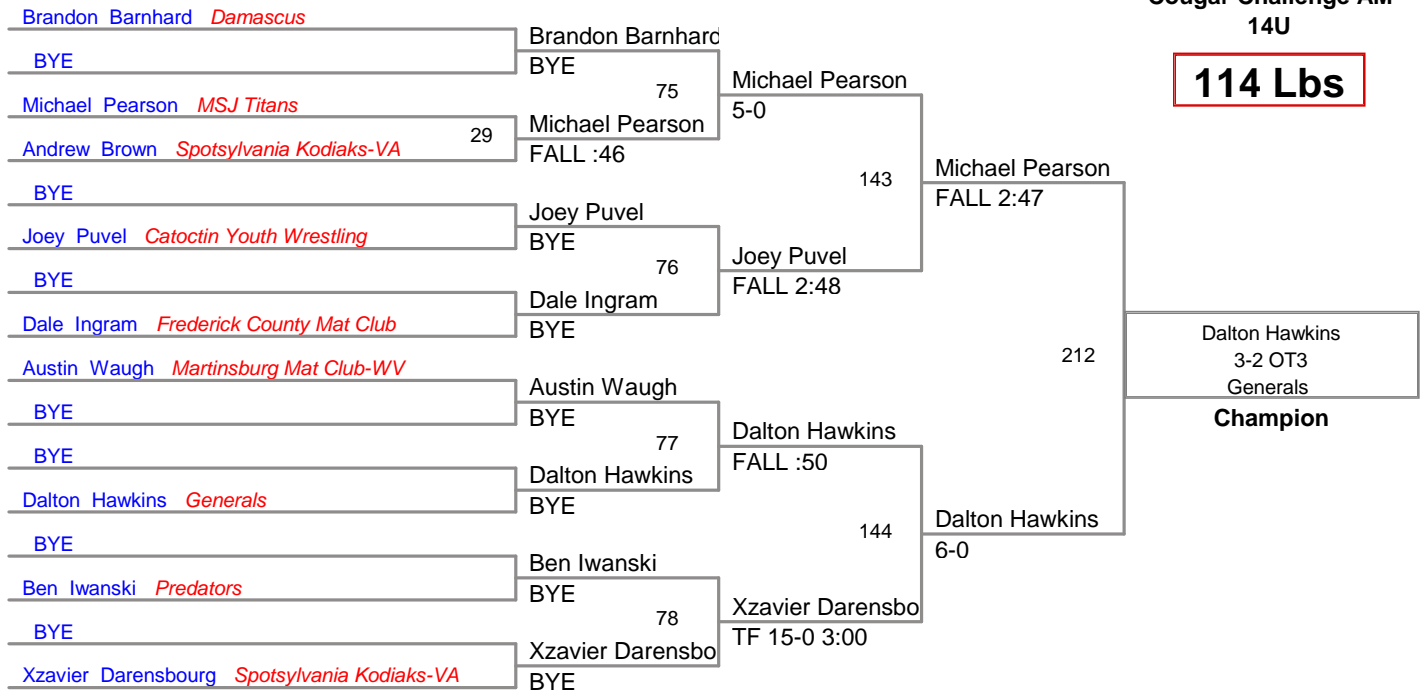 Cougar Challenge AM
14U
114 Lbs
Brandon Barnhard Damascus
BYE
Michael Pearson MSJ Titans
Andrew Brown Spotsylvania Kodiaks-VA
BYE
Joey Puvel Catoctin Youth Wrestling
BYE
Dale Ingram Frederick County Mat Club
Austin Waugh Martinsburg Mat Club-WV
BYE
BYE
Dalton Hawkins Generals
BYE
Ben Iwanski Predators
BYE
Xzavier Darensbourg Spotsylvania Kodiaks-VA
29
Brandon Barnhard
BYE
75
Michael Pearson
FALL :46
Joey Puvel
BYE
76
Dale Ingram
BYE
Austin Waugh
BYE
77
Dalton Hawkins
BYE
Ben Iwanski
BYE
78
Xzavier Darensbo
BYE
Michael Pearson
5-0
143
Joey Puvel
FALL 2:48
Dalton Hawkins
FALL :50
144
Xzavier Darensbo
TF 15-0 3:00
Michael Pearson
FALL 2:47
212
Dalton Hawkins
6-0
Dalton Hawkins
3-2 OT3
Generals
Champion